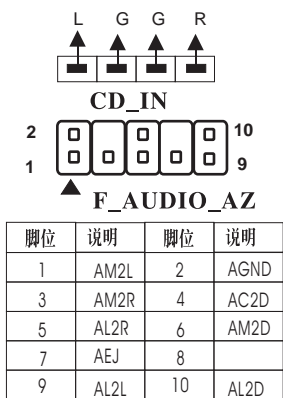 L G G R
CD_IN
2 10
1 9
F_AUDIO_AZ
脚位 说明 脚位 说明
1 AM2L 2 AGND
3 AM2R 4 AC2D
5 AL2R 6 AM2D
7 AEJ 8
9 AL2L 10 AL2D